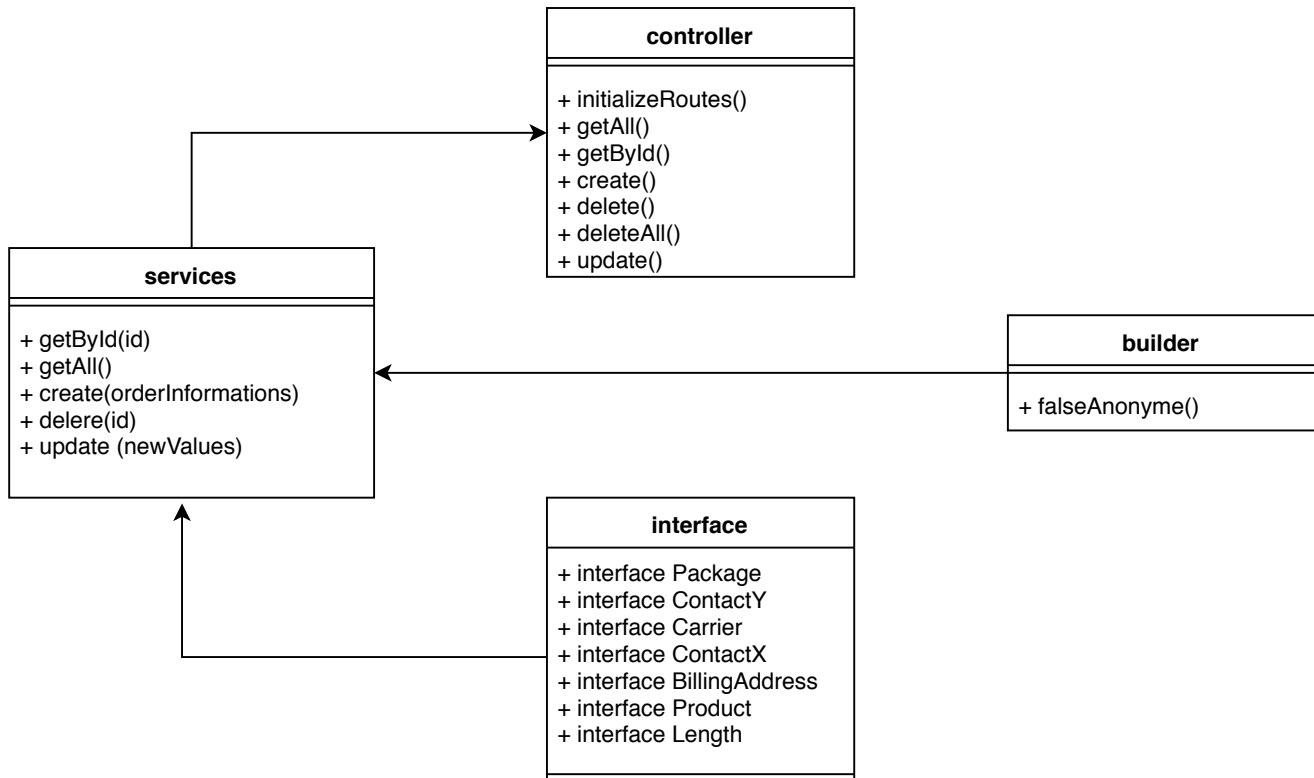 controller
+ initializeRoutes()
+ getAll()
+ getById()
+ create()
+ delete()
+ deleteAll()
+ update()
services
+ getById(id)
+ getAll()
+ create(orderInformations)
+ delere(id)
+ update (newValues)
builder
+ falseAnonyme()
interface
+ interface Package
+ interface ContactY
+ interface Carrier
+ interface ContactX
+ interface BillingAddress
+ interface Product
+ interface Length